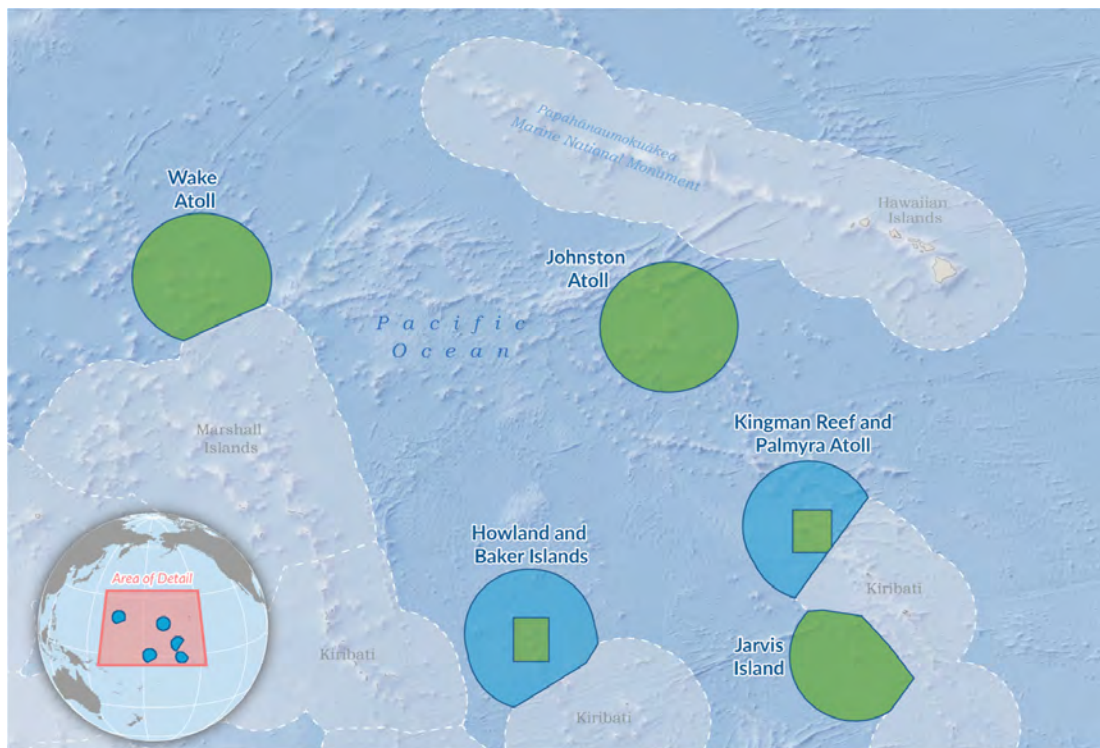 Papahānaumokuākea
Marine National Monument
Hawaiian
Islands
Wake
Atoll
Johnston
Atoll
Pacific
Ocean
Marshall
Islands
Kingman Reef and
Palmyra Atoll
Howland and
Baker Islands
Area of Detail
Kiribati
Kiribati
Jarvis
Island
Kiribati